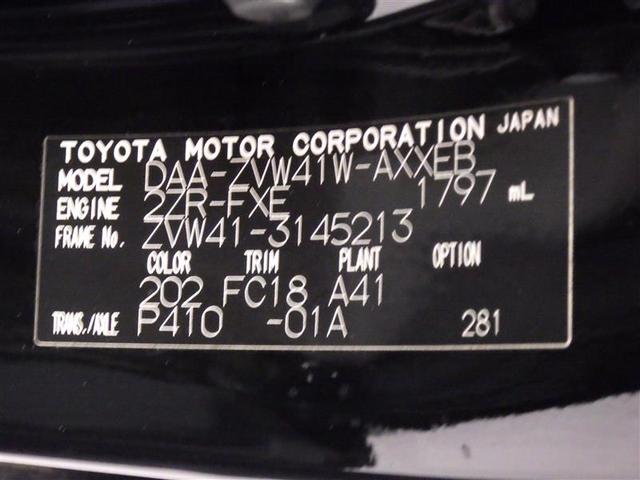 TOYOTA MOTOR CORPORATION JAPAN
MODEL DAA-ZVW41W-AXXEB
ENGINE 2ZR-FXE 1797 mL
FRAME No. ZVW41-3145213
COLOR TRIM PLANT OPTION
202 FC18 A41
TRANS./AXLE P410 -01A 281